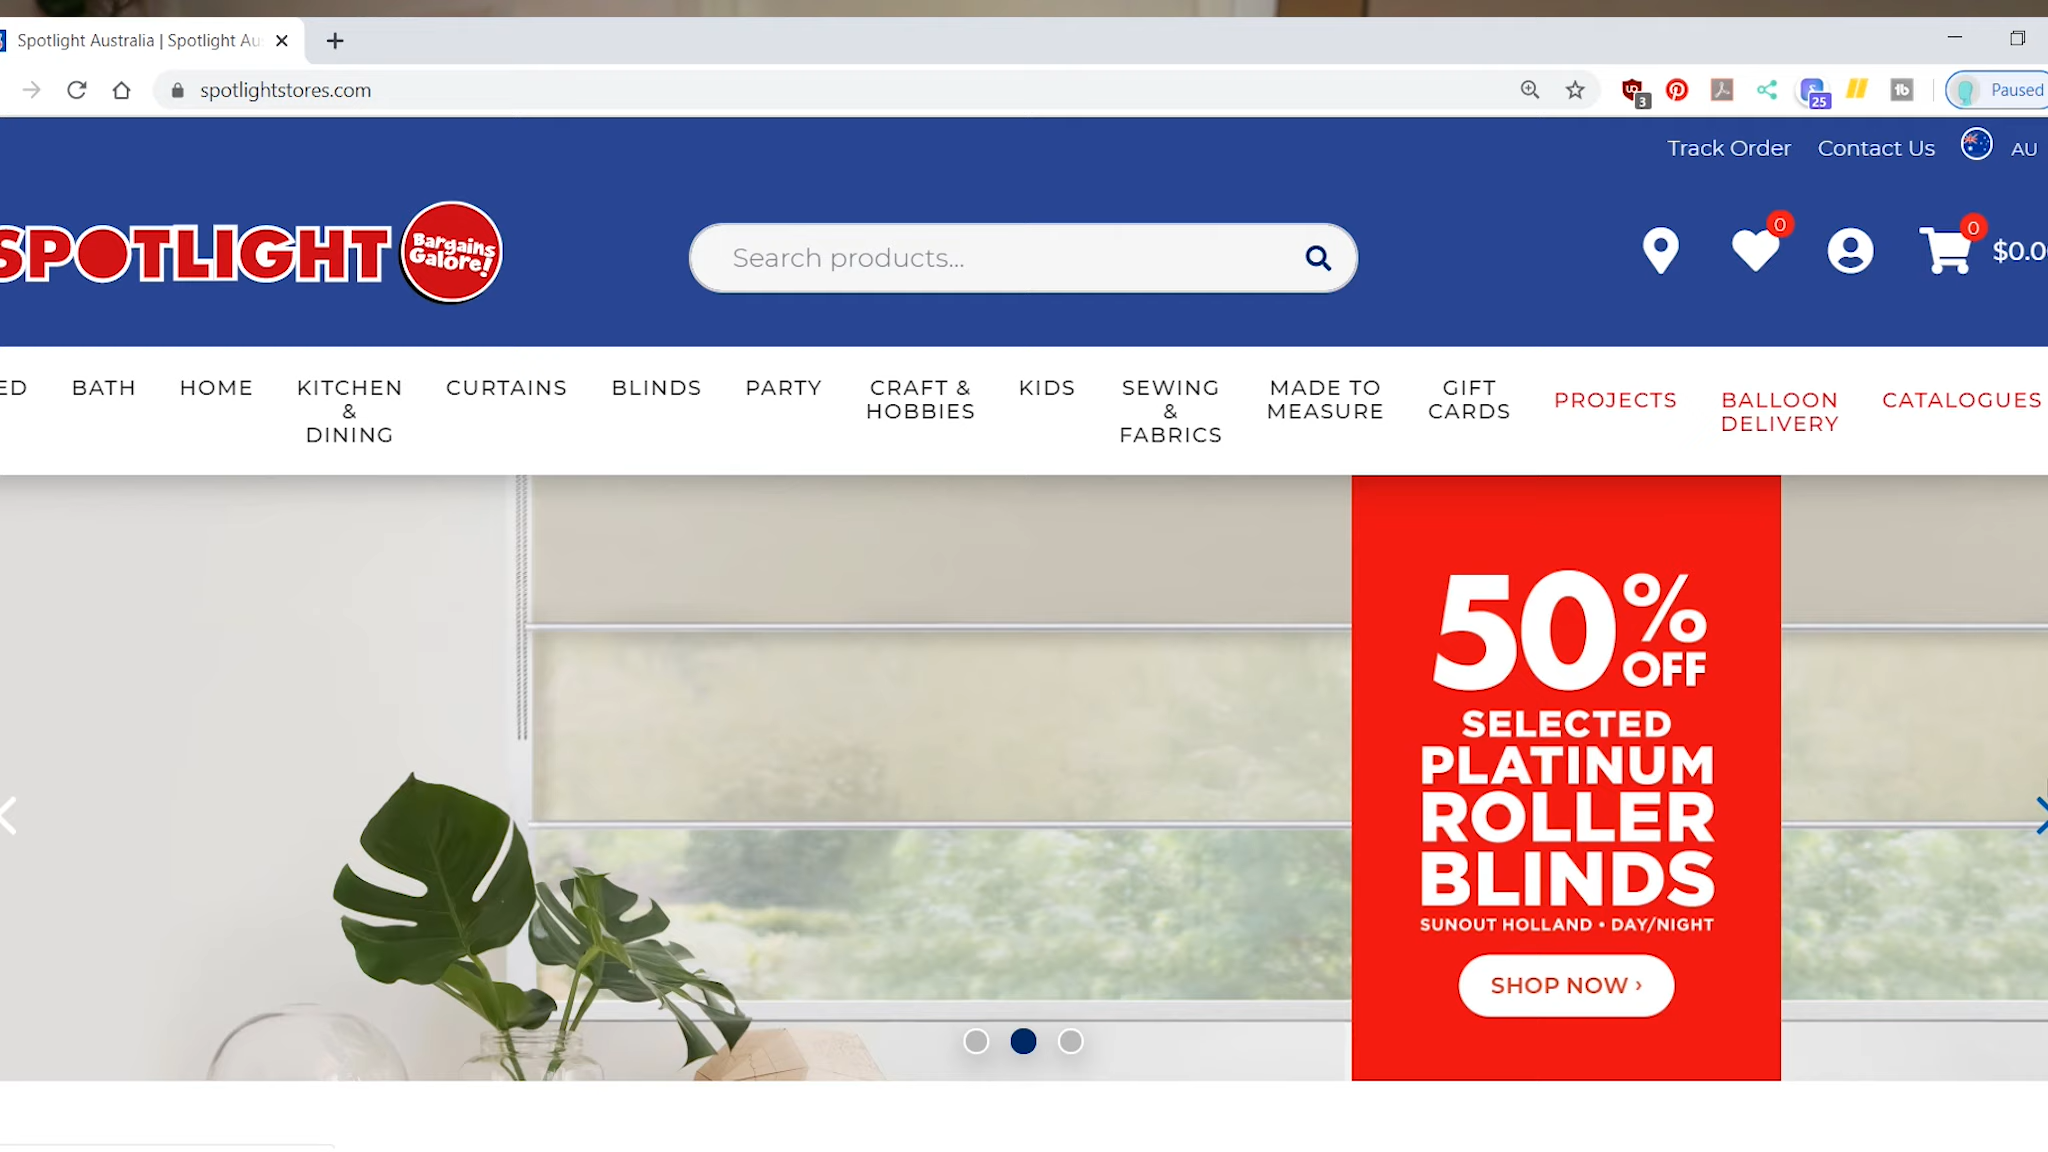 Spotlight Australia | Spotlight Au
spotlightstores.com
3
25
Paused
Track Order Contact Us AU
SPOTLIGHT
Bargains
Galore!
Search products...
0
0
$0.0
ED BATH HOME KITCHEN & DINING CURTAINS BLINDS PARTY CRAFT & HOBBIES KIDS SEWING & FABRICS MADE TO MEASURE GIFT CARDS PROJECTS BALLOON DELIVERY CATALOGUES
50% OFF
SELECTED
PLATINUM
ROLLER
BLINDS
SUNOUT HOLLAND • DAY/NIGHT
SHOP NOW ›